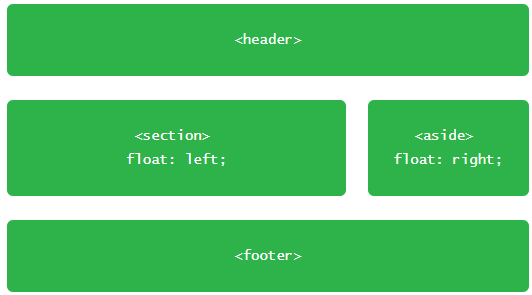 <header>
<section>
float: left;
<aside>
float: right;
<footer>